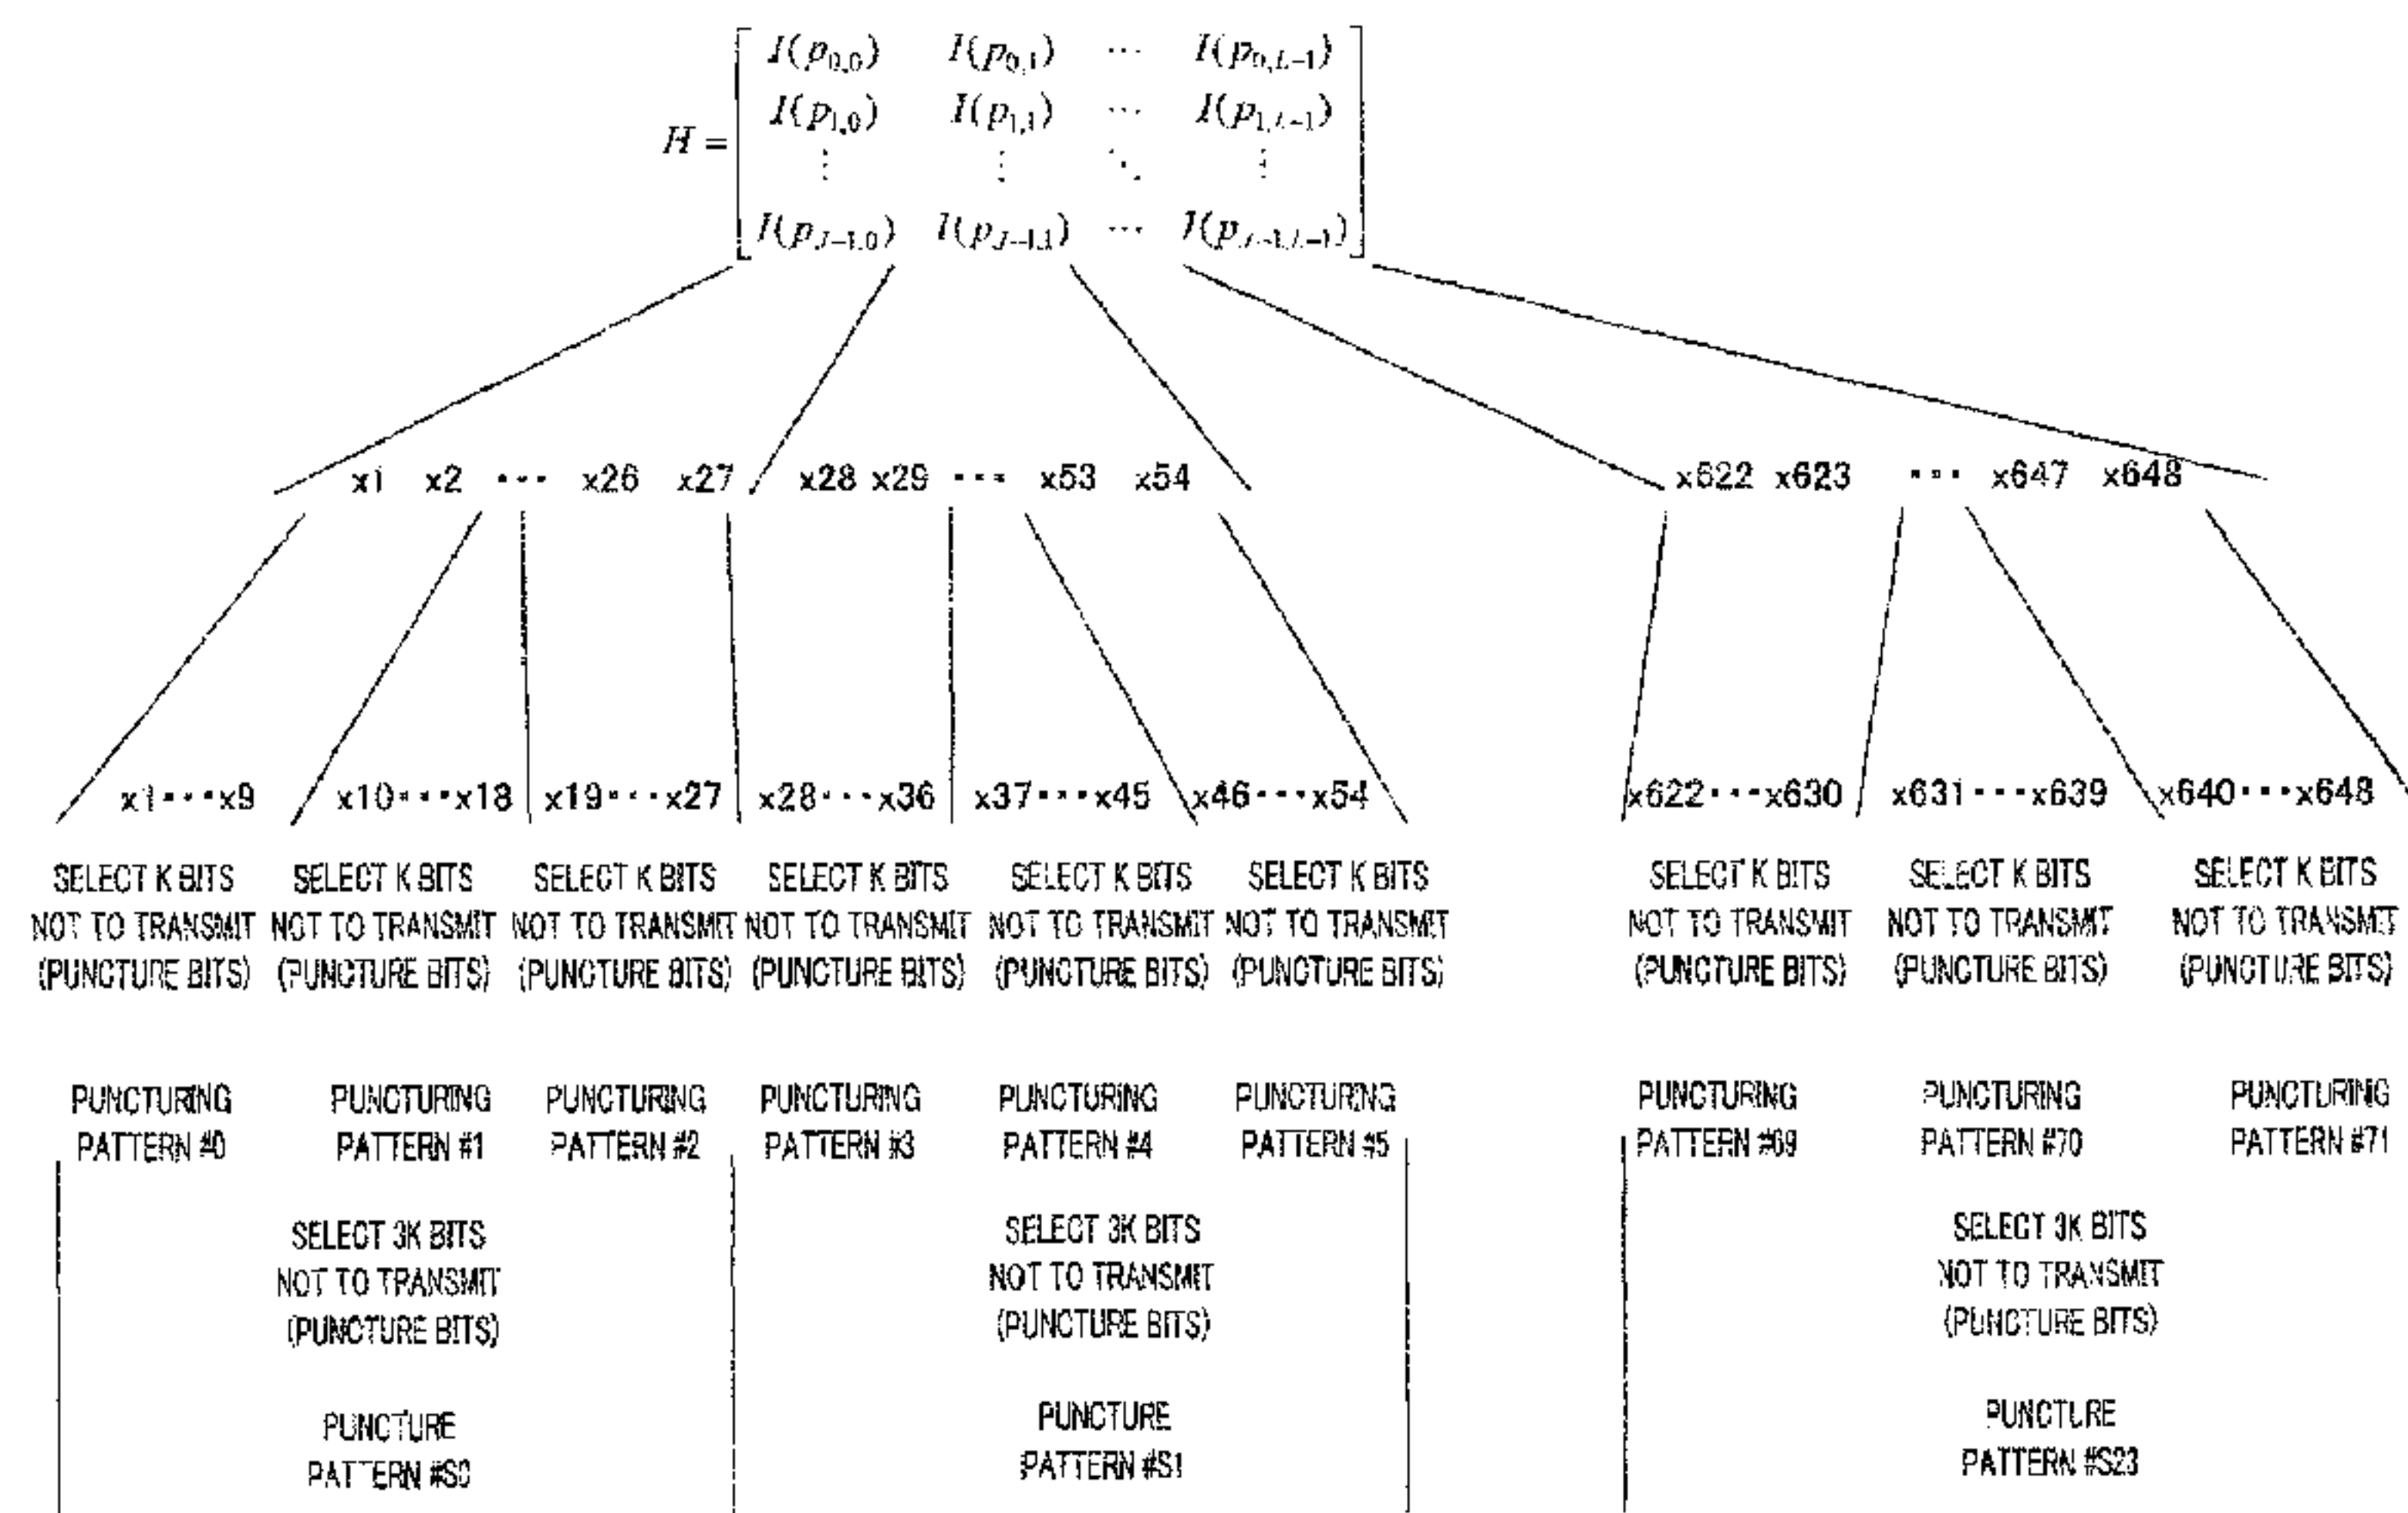 I(p0,0) I(p0,1) ... I(p0,L-1)
I(p1,0) I(p1,1) ... I(p1,L-1)
H =
I(pJ-1,0) I(pJ-1,1) ... I(pJ-1,L-1)
x1 x2 ... x26 x27 x28 x29 ... x53 x54 x622 x623 ... x647 x648
x1...x9 x10...x18 x19...x27 x28...x36 x37...x45 x46...x54 x622...x630 x631...x639 x640...x648
SELECT K BITS SELECT K BITS SELECT K BITS SELECT K BITS SELECT K BITS SELECT K BITS SELECT K BITS SELECT K BITS SELECT K BITS
NOT TO TRANSMIT NOT TO TRANSMIT NOT TO TRANSMIT NOT TO TRANSMIT NOT TO TRANSMIT NOT TO TRANSMIT NOT TO TRANSMIT NOT TO TRANSMIT NOT TO TRANSMIT
(PUNCTURE BITS) (PUNCTURE BITS) (PUNCTURE BITS) (PUNCTURE BITS) (PUNCTURE BITS) (PUNCTURE BITS) (PUNCTURE BITS) (PUNCTURE BITS) (PUNCTURE BITS)
PUNCTURING PUNCTURING PUNCTURING PUNCTURING PUNCTURING PUNCTURING PUNCTURING PUNCTURING PUNCTURING
PATTERN #0 PATTERN #1 PATTERN #2 PATTERN #3 PATTERN #4 PATTERN #5 PATTERN #69 PATTERN #70 PATTERN #71
SELECT 3K BITS SELECT 3K BITS SELECT 3K BITS
NOT TO TRANSMIT NOT TO TRANSMIT NOT TO TRANSMIT
(PUNCTURE BITS) (PUNCTURE BITS) (PUNCTURE BITS)
PUNCTURE PUNCTURE PUNCTURE
PATTERN #S0 PATTERN #S1 PATTERN #S23